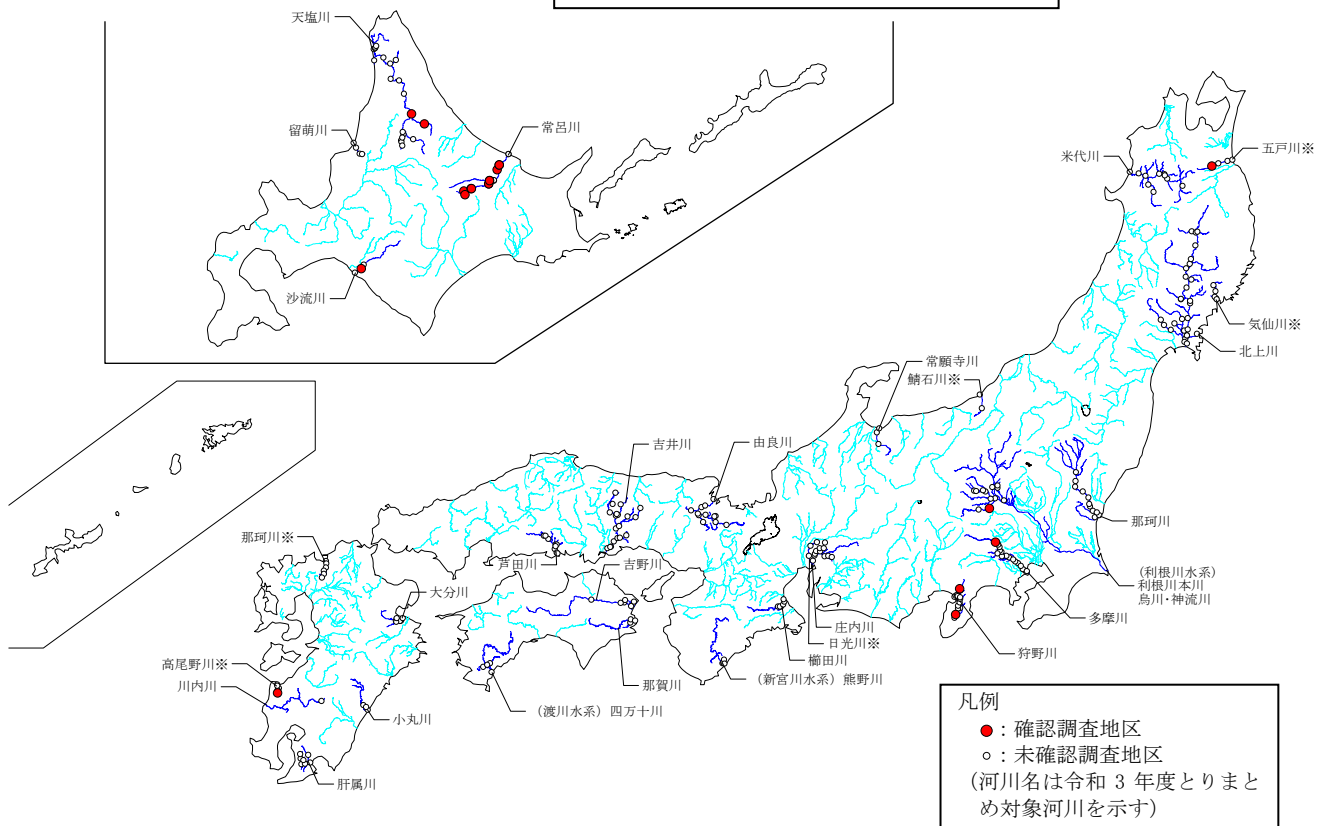 天塩川
留萌川
常呂川
沙流川
米代川
五戸川※
気仙川※
北上川
常願寺川
鯖石川※
吉井川
由良川
那珂川
(利根川水系)
利根川本川
烏川・神流川
多摩川
狩野川
庄内川
日光川※
櫛田川
(新宮川水系)熊野川
那珂川※
大分川
芦田川
吉野川
高尾野川※
川内川
小丸川
肝属川
那賀川
(渡川水系)四万十川
凡例
:確認調査地区
:未確認調査地区
(河川名は令和 3 年度とりまと
め対象河川を示す)